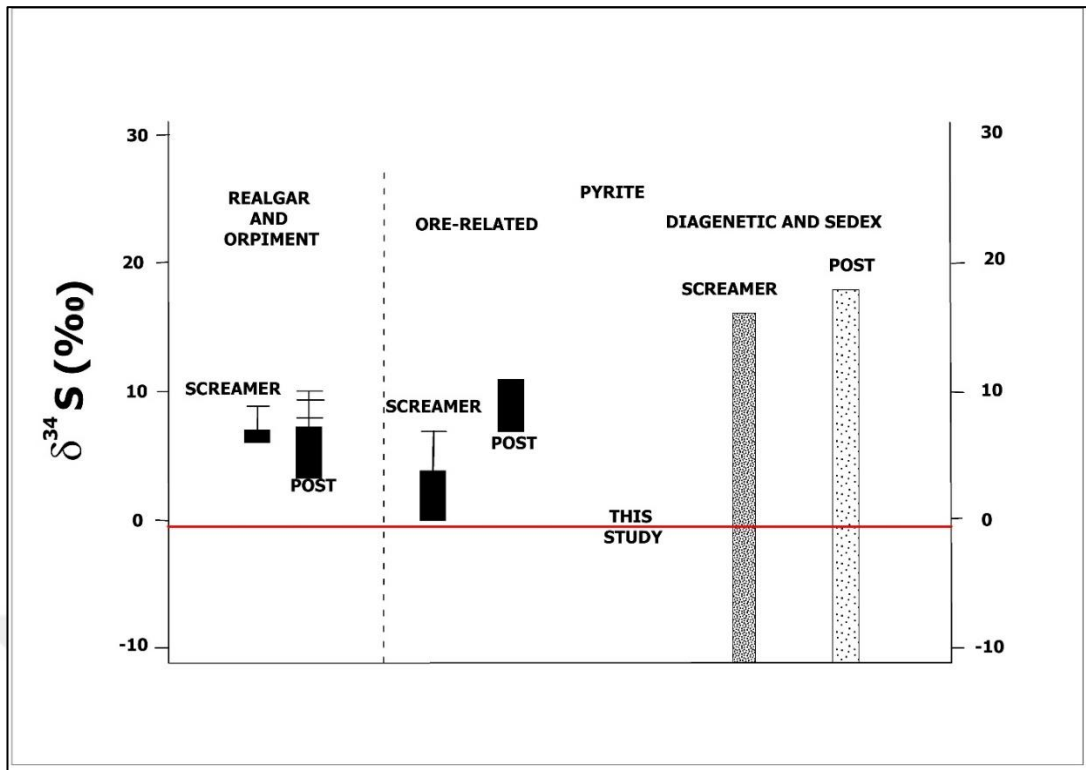 30
20
10
0
-10
δ34 S (‰)
REALGAR
AND
ORPIMENT
SCREAMER
POST
PYRITE
ORE-RELATED
SCREAMER
POST
DIAGENETIC AND SEDEX
SCREAMER
POST
THIS
STUDY
30
20
10
0
-10